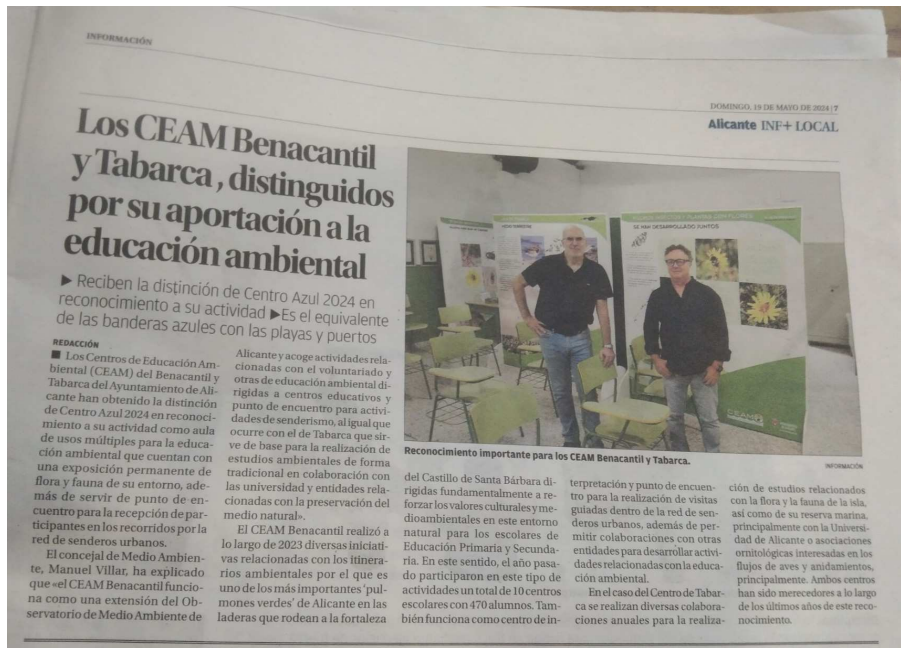 INFORMACIÓN
DOMINGO, 19 DE MAYO DE 2024 | 7
Alicante INF+ LOCAL
Los CEAM Benacantil
y Tabarca , distinguidos
por su aportación a la
educación ambiental
▶ Reciben la distinción de Centro Azul 2024 en
reconocimiento a su actividad ▶Es el equivalente
de las banderas azules con las playas y puertos
REDACCIÓN
■ Los Centros de Educación Am-
biental (CEAM) del Benacantil y
Tabarca del Ayuntamiento de Ali-
cante han obtenido la distinción
de Centro Azul 2024 en reconoci-
miento a su actividad como aula
de usos múltiples para la educa-
ción ambiental que cuentan con
una exposición permanente de
flora y fauna de su entorno, ade-
más de servir de punto de en-
cuentro para la recepción de par-
ticipantes en los recorridos por la
red de senderos urbanos.
El concejal de Medio Ambien-
te, Manuel Villar, ha explicado
que «el CEAM Benacantil funcio-
na como una extensión del Ob-
servatorio de Medio Ambiente de
Alicante y acoge actividades rela-
cionadas con el voluntariado y
otras de educación ambiental di-
rigidas a centros educativos y
punto de encuentro para activi-
dades de senderismo, al igual que
ocurre con el de Tabarca que sir-
ve de base para la realización de
estudios ambientales de forma
tradicional en colaboración con
las universidad y entidades rela-
cionadas con la preservación del
medio natural».
El CEAM Benacantil realizó a
lo largo de 2023 diversas iniciati-
vas relacionadas con los itinera-
rios ambientales por el que es
uno de los más importantes 'pul-
mones verdes' de Alicante en las
laderas que rodean a la fortaleza
SE HAN DESARROLLADO JUNTOS
CEAM
Reconocimiento importante para los CEAM Benacantil y Tabarca.
INFORMACIÓN
del Castillo de Santa Bárbara di-
rigidas fundamentalmente a re-
forzar los valores culturales y me-
dioambientales en este entorno
natural para los escolares de
Educación Primaria y Secunda-
ria. En este sentido, el año pasa-
do participaron en este tipo de
actividades un total de 10 centros
escolares con 470 alumnos. Tam-
bién funciona como centro de in-
terpretación y punto de encuen-
tro para la realización de visitas
guiadas dentro de la red de sen-
deros urbanos, además de per-
mitir colaboraciones con otras
entidades para desarrollar activi-
dades relacionadas con la educa-
ción ambiental.
En el caso del Centro de Tabar-
ca se realizan diversas colabora-
ciones anuales para la realiza-
ción de estudios relacionados
con la flora y la fauna de la isla,
así como de su reserva marina,
principalmente con la Universi-
dad de Alicante o asociaciones
ornitológicas interesadas en los
flujos de aves y anidamientos,
principalmente. Ambos centros
han sido merecedores a lo largo
de los últimos años de este reco-
nocimiento.